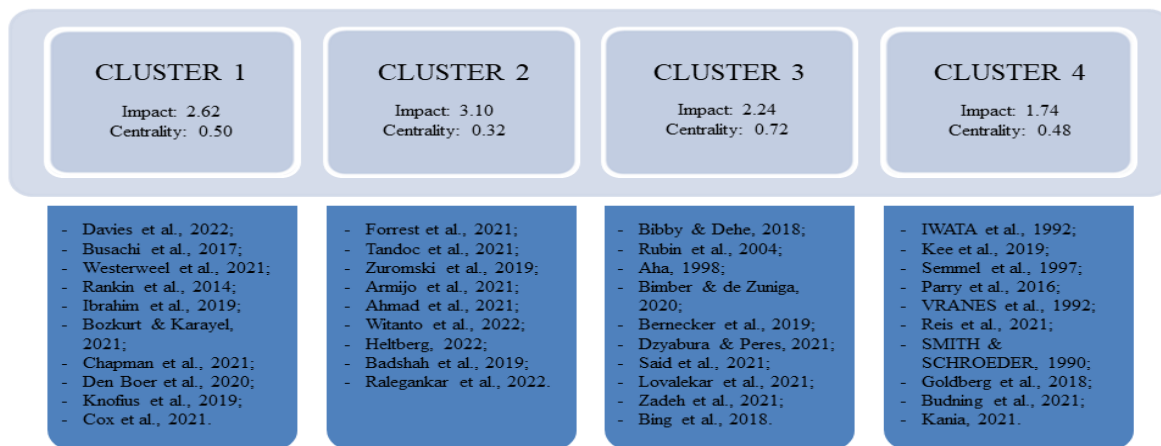 CLUSTER 1
Impact: 2.62
Centrality: 0.50
CLUSTER 2
Impact: 3.10
Centrality: 0.32
CLUSTER 3
Impact: 2.24
Centrality: 0.72
CLUSTER 4
Impact: 1.74
Centrality: 0.48
- Davies et al., 2022;
- Busachi et al., 2017;
- Westerweel et al., 2021;
- Rankin et al., 2014;
- Ibrahim et al., 2019;
- Bozkurt & Karayel,
2021;
- Chapman et al., 2021;
- Den Boer et al., 2020;
- Knofius et al., 2019;
- Cox et al., 2021.
- Forrest et al., 2021;
- Tandoc et al., 2021;
- Zuromski et al., 2019;
- Armijo et al., 2021;
- Ahmad et al., 2021;
- Witanto et al., 2022;
- Heltberg, 2022;
- Badshah et al., 2019;
- Ralegankar et al., 2022.
- Bibby & Dehe, 2018;
- Rubin et al., 2004;
- Aha, 1998;
- Bimber & de Zuniga,
2020;
- Bernecker et al., 2019;
- Dzyabura & Peres, 2021;
- Said et al., 2021;
- Lovalekar et al., 2021;
- Zadeh et al., 2021;
- Bing et al., 2018.
- IWATA et al., 1992;
- Kee et al., 2019;
- Semmel et al., 1997;
- Parry et al., 2016;
- VRANES et al., 1992;
- Reis et al., 2021;
- SMITH &
SCHROEDER, 1990;
- Goldberg et al., 2018;
- Budning et al., 2021;
- Kania, 2021.